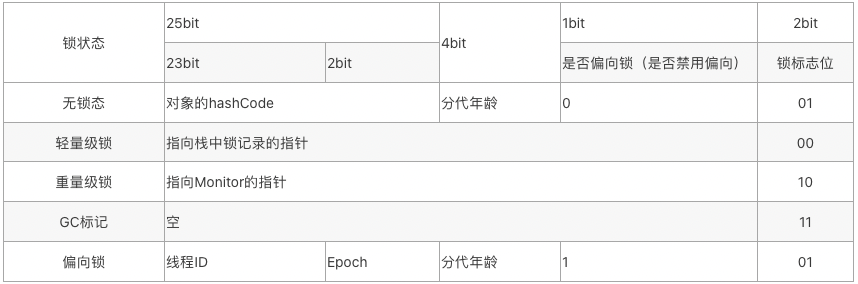 锁状态 25bit 4bit 1bit 2bit
23bit 2bit 是否偏向锁（是否禁用偏向） 锁标志位
无锁态 对象的hashCode 分代年龄 0 01
轻量级锁 指向栈中锁记录的指针 00
重量级锁 指向Monitor的指针 10
GC标记 空 11
偏向锁 线程ID Epoch 分代年龄 1 01